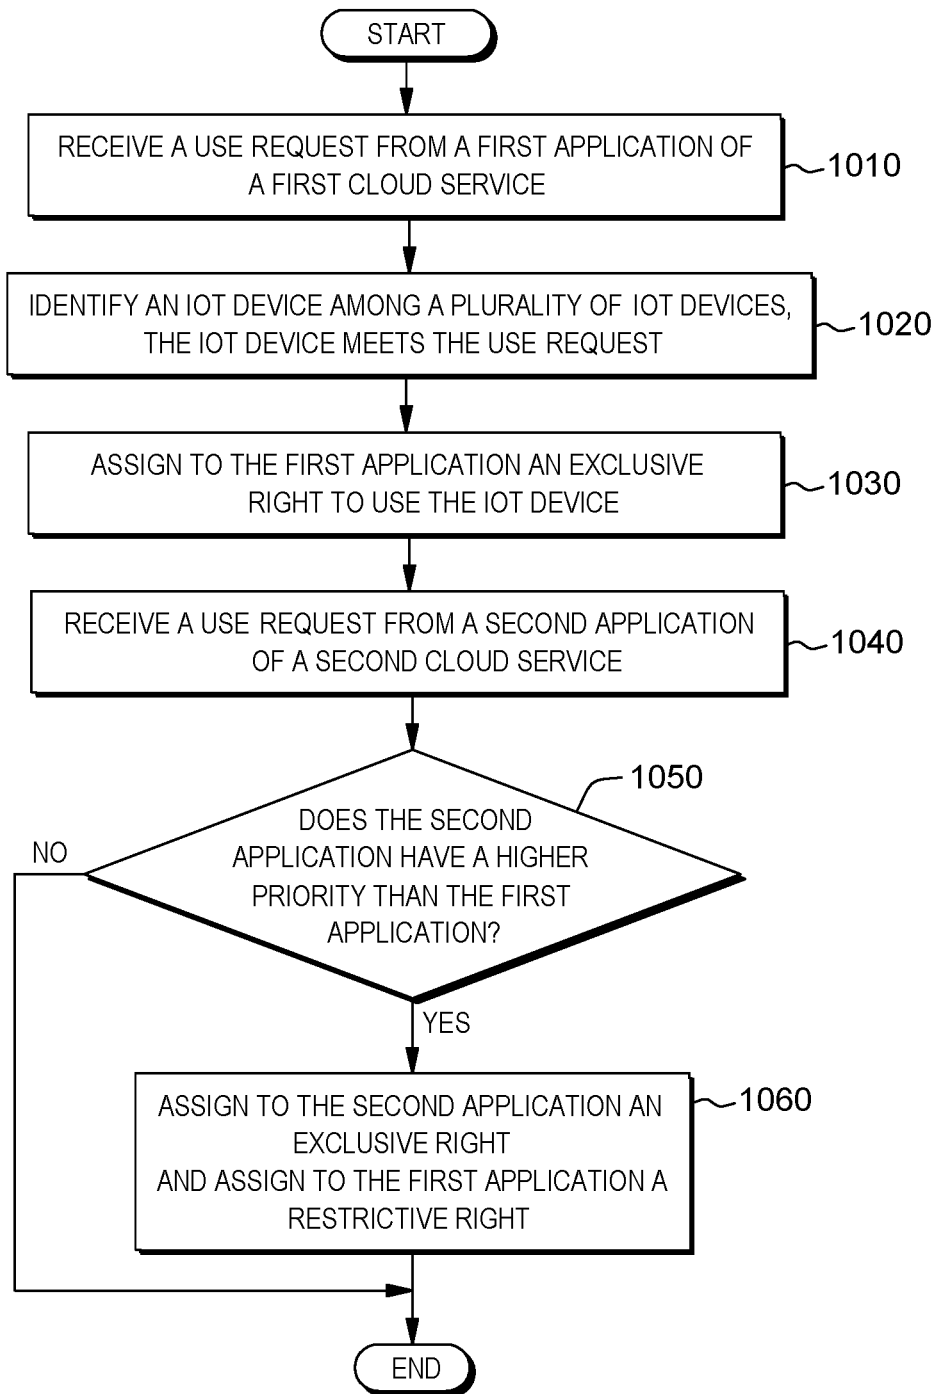 START
RECEIVE A USE REQUEST FROM A FIRST APPLICATION OF
A FIRST CLOUD SERVICE
1010
IDENTIFY AN IOT DEVICE AMONG A PLURALITY OF IOT DEVICES,
THE IOT DEVICE MEETS THE USE REQUEST
1020
ASSIGN TO THE FIRST APPLICATION AN EXCLUSIVE
RIGHT TO USE THE IOT DEVICE
1030
RECEIVE A USE REQUEST FROM A SECOND APPLICATION
OF A SECOND CLOUD SERVICE
1040
1050
DOES THE SECOND
APPLICATION HAVE A HIGHER
PRIORITY THAN THE FIRST
APPLICATION?
NO
YES
ASSIGN TO THE SECOND APPLICATION AN
EXCLUSIVE RIGHT
AND ASSIGN TO THE FIRST APPLICATION A
RESTRICTIVE RIGHT
1060
END